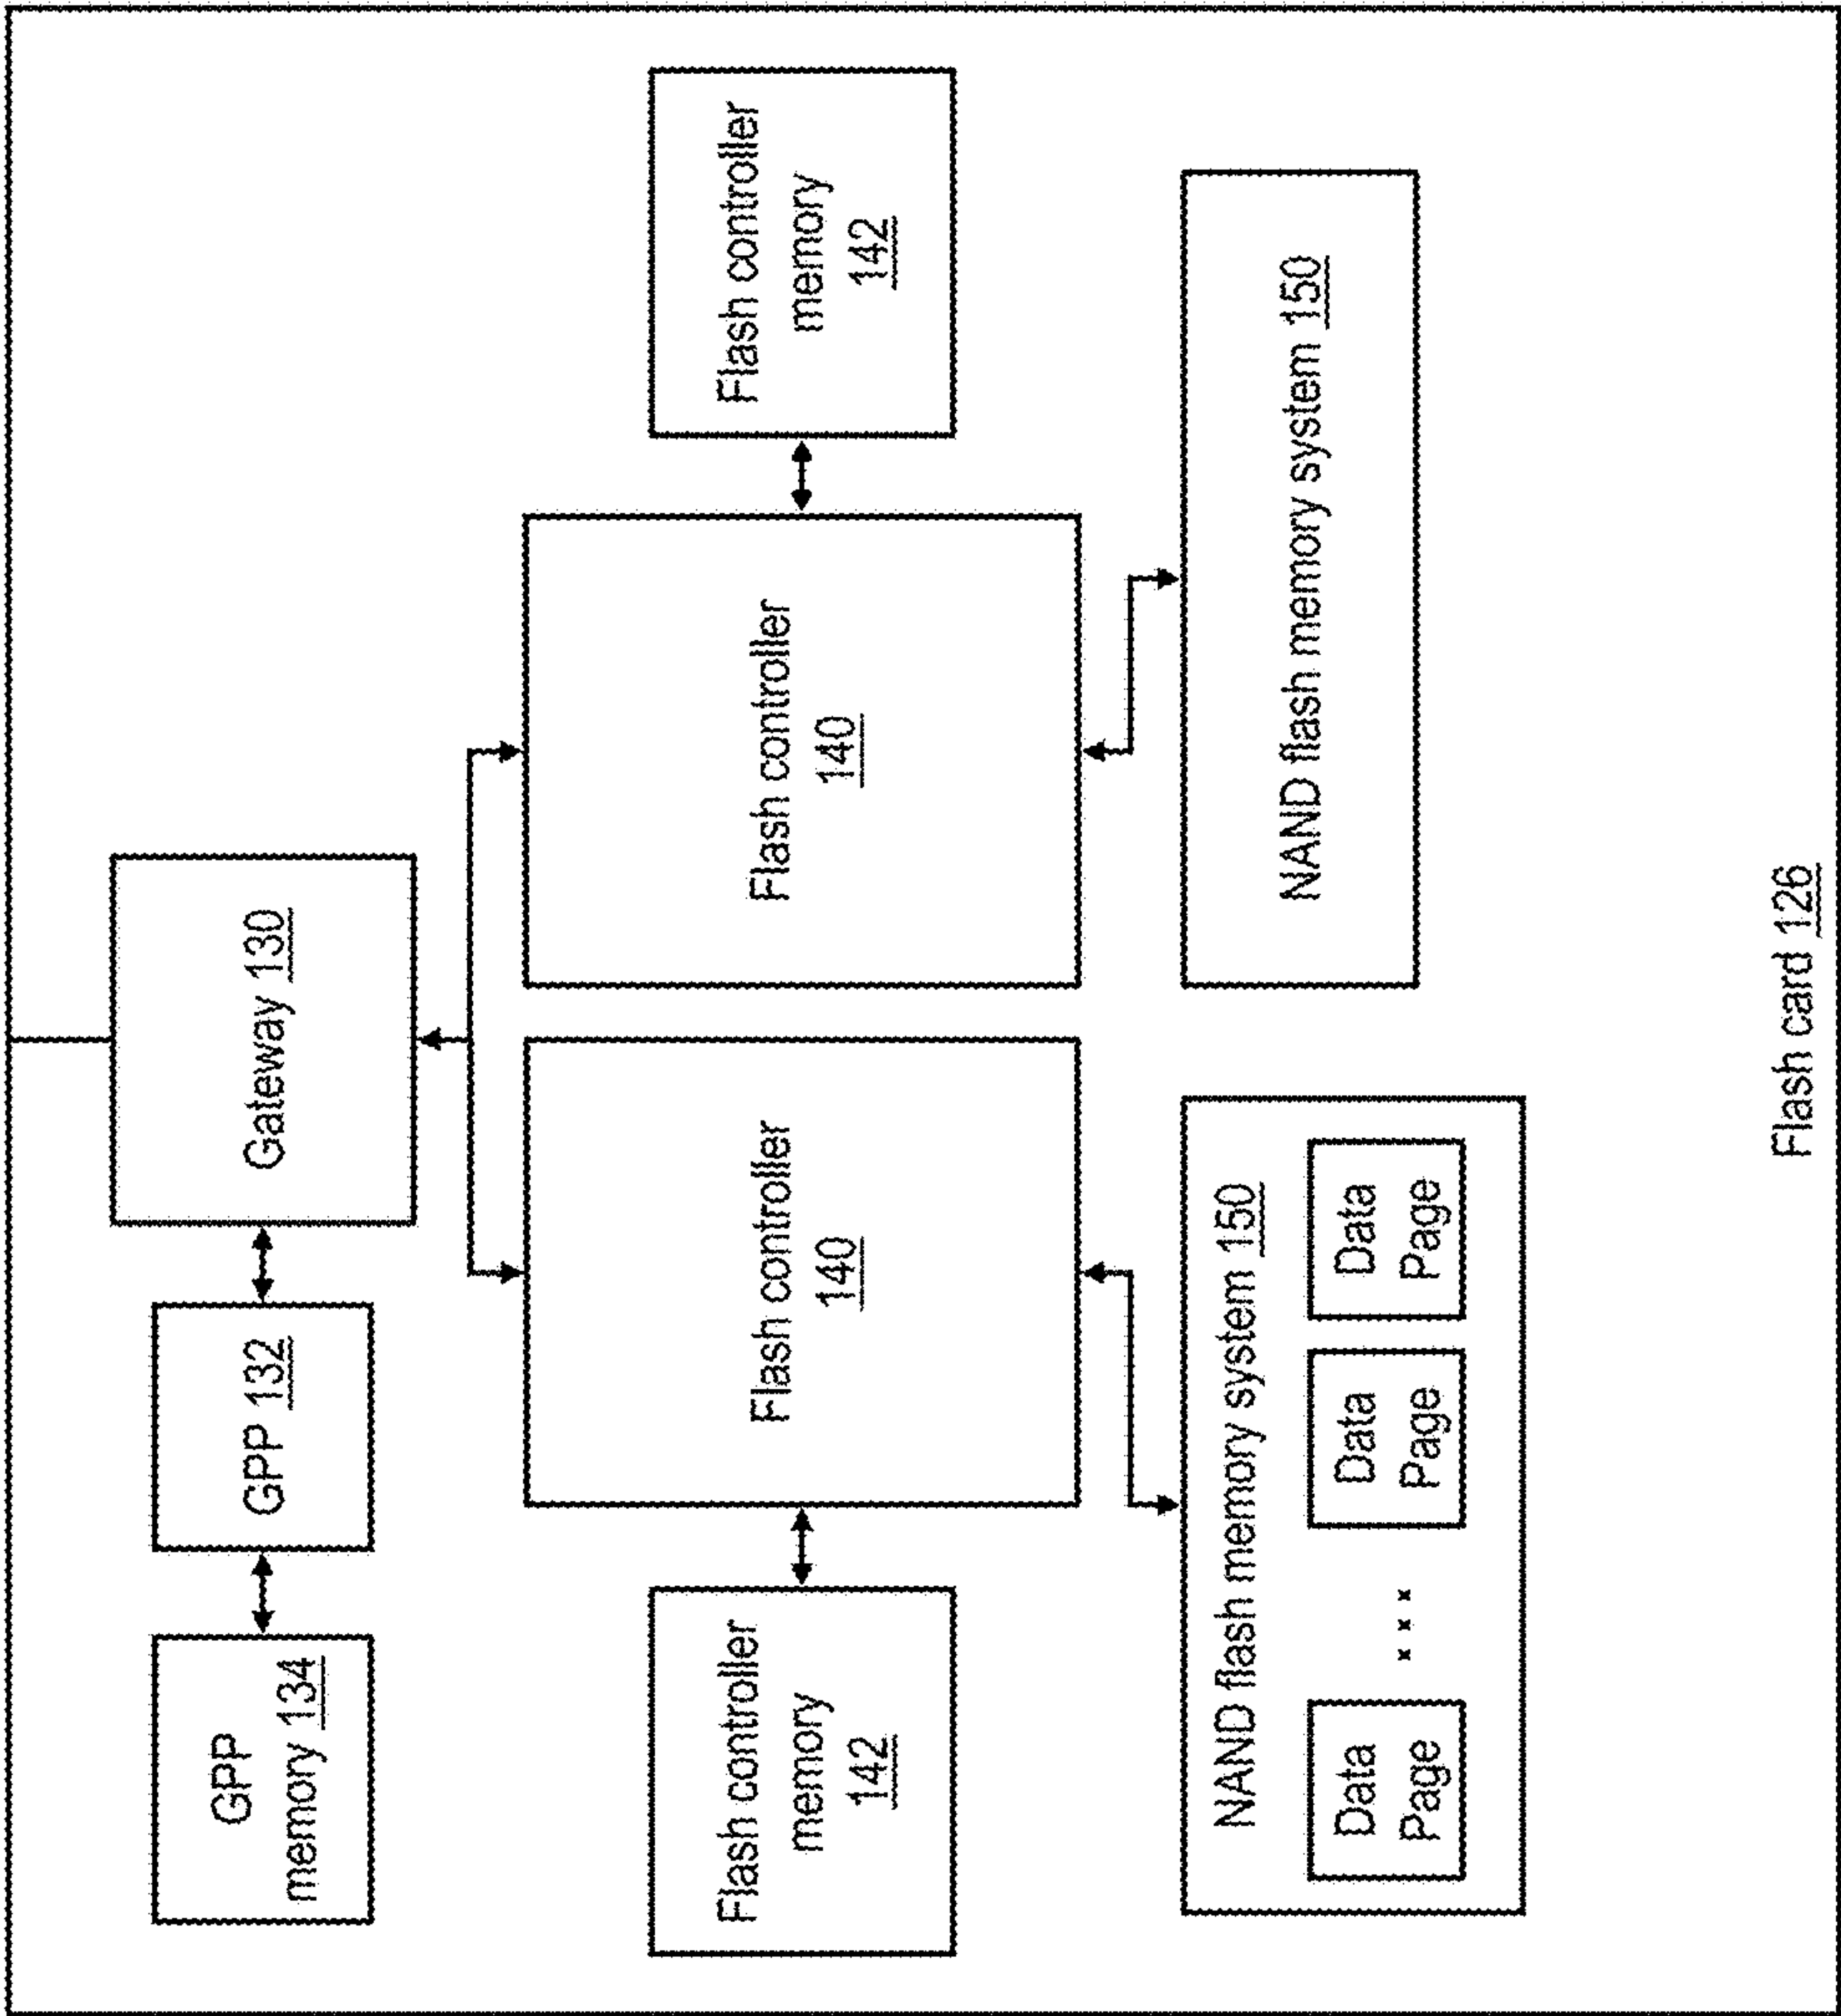 GPP
memory 134
GPP 132
Gateway 130
Flash controller
memory
142
Flash controller
140
Flash controller
140
Flash controller
memory
142
NAND flash memory system 150
Data
Page
...
Data
Page
Data
Page
NAND flash memory system 150
Flash card 126